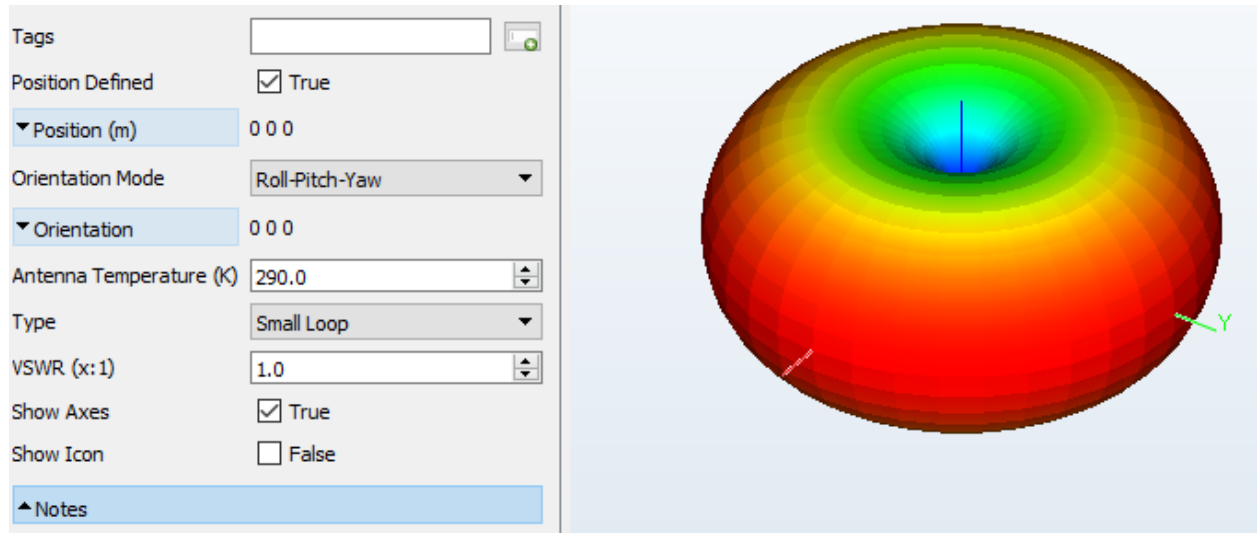 Tags
Position Defined True
Position (m) 0 0 0
Orientation Mode Roll-Pitch-Yaw
Orientation 0 0 0
Antenna Temperature (K) 290.0
Type Small Loop
VSWR (x:1) 1.0
Show Axes True
Show Icon False
Notes
Y